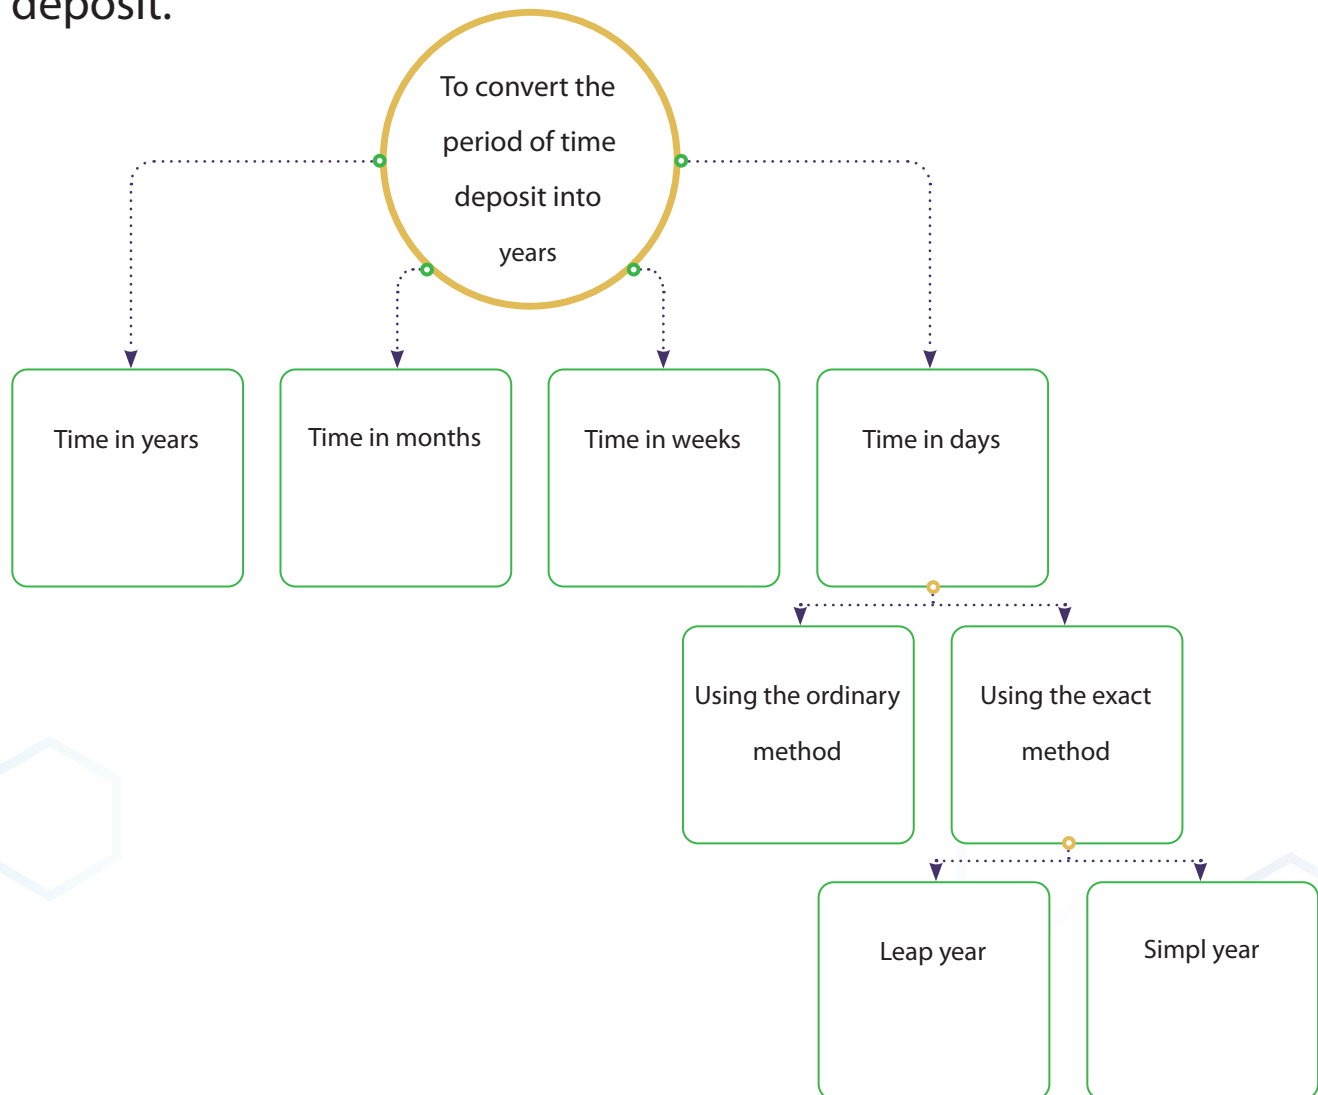 deposit.
To convert the
period of time
deposit into
years
Time in years
Time in months
Time in weeks
Time in days
Using the ordinary
method
Using the exact
method
Leap year
Simpl year